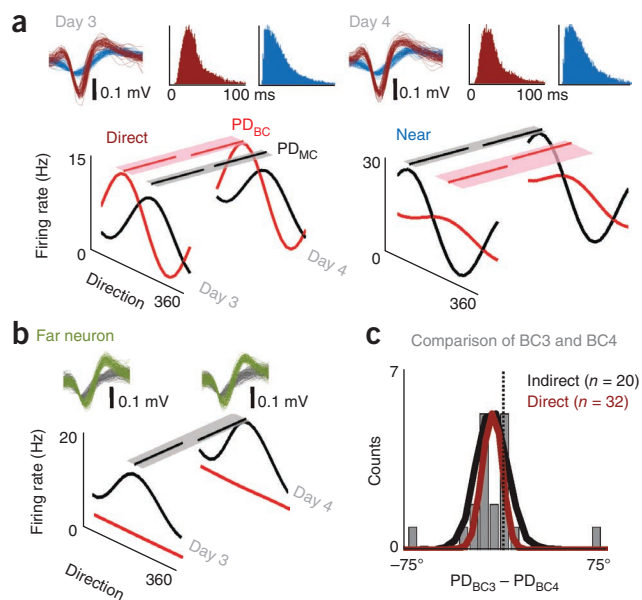 a
Day 3
Day 4
0.1 mV
0 100 ms
0.1 mV
0 100 ms
Direct
PDBC
PDMC
Near
15
Firing rate (Hz)
0
Direction
360
Day 3
Day 4
30
0
360
b
Far neuron
0.1 mV
0.1 mV
20
Firing rate (Hz)
0
Direction
360
Day 3
Day 4
c
Comparison of BC3 and BC4
7
Indirect (n = 20)
Direct (n = 32)
Counts
0
–75°
75°
PDBC3 – PDBC4